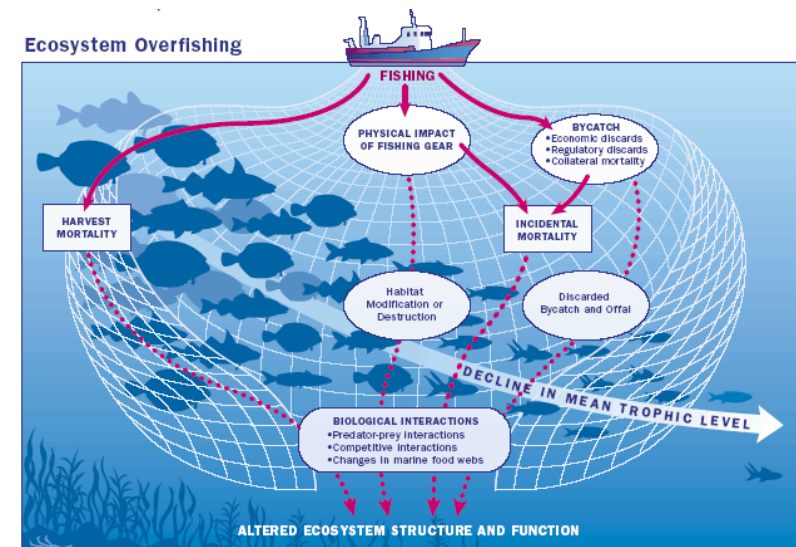 Ecosystem Overfishing
FISHING
PHYSICAL IMPACT
OF FISHING GEAR
BYCATCH
•Economic discards
•Regulatory discards
•Collateral mortality
HARVEST
MORTALITY
INCIDENTAL
MORTALITY
Habitat
Modification or
Destruction
Discarded
Bycatch and Offal
DECLINE IN MEAN TROPHIC LEVEL
BIOLOGICAL INTERACTIONS
•Predator-prey interactions
•Competitive interactions
•Changes in marine food webs
ALTERED ECOSYSTEM STRUCTURE AND FUNCTION